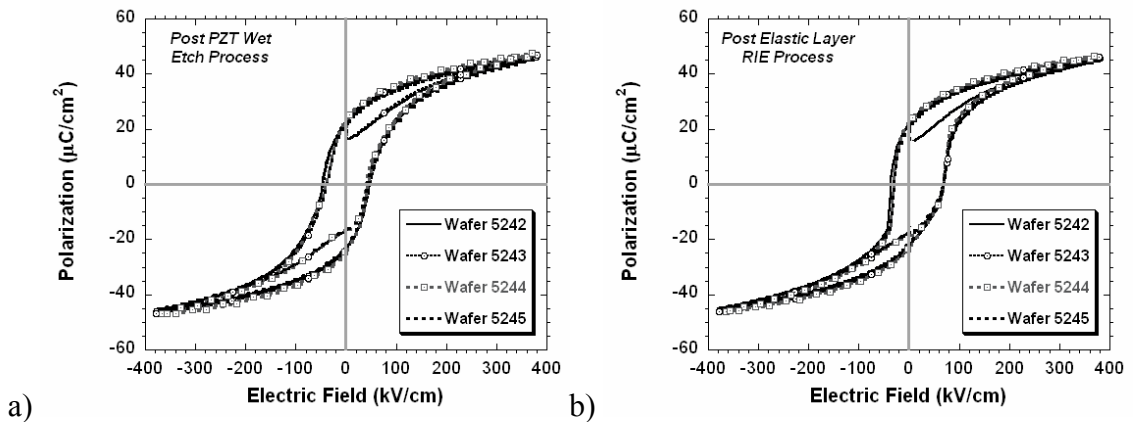 Post PZT Wet
Etch Process
60
40
20
0
-20
-40
-60
Polarization (µC/cm²)
Wafer 5242
Wafer 5243
Wafer 5244
Wafer 5245
-400 -300 -200 -100 0 100 200 300 400
Electric Field (kV/cm)
a)
Post Elastic Layer
RIE Process
60
40
20
0
-20
-40
-60
Polarization (µC/cm²)
Wafer 5242
Wafer 5243
Wafer 5244
Wafer 5245
-400 -300 -200 -100 0 100 200 300 400
Electric Field (kV/cm)
b)